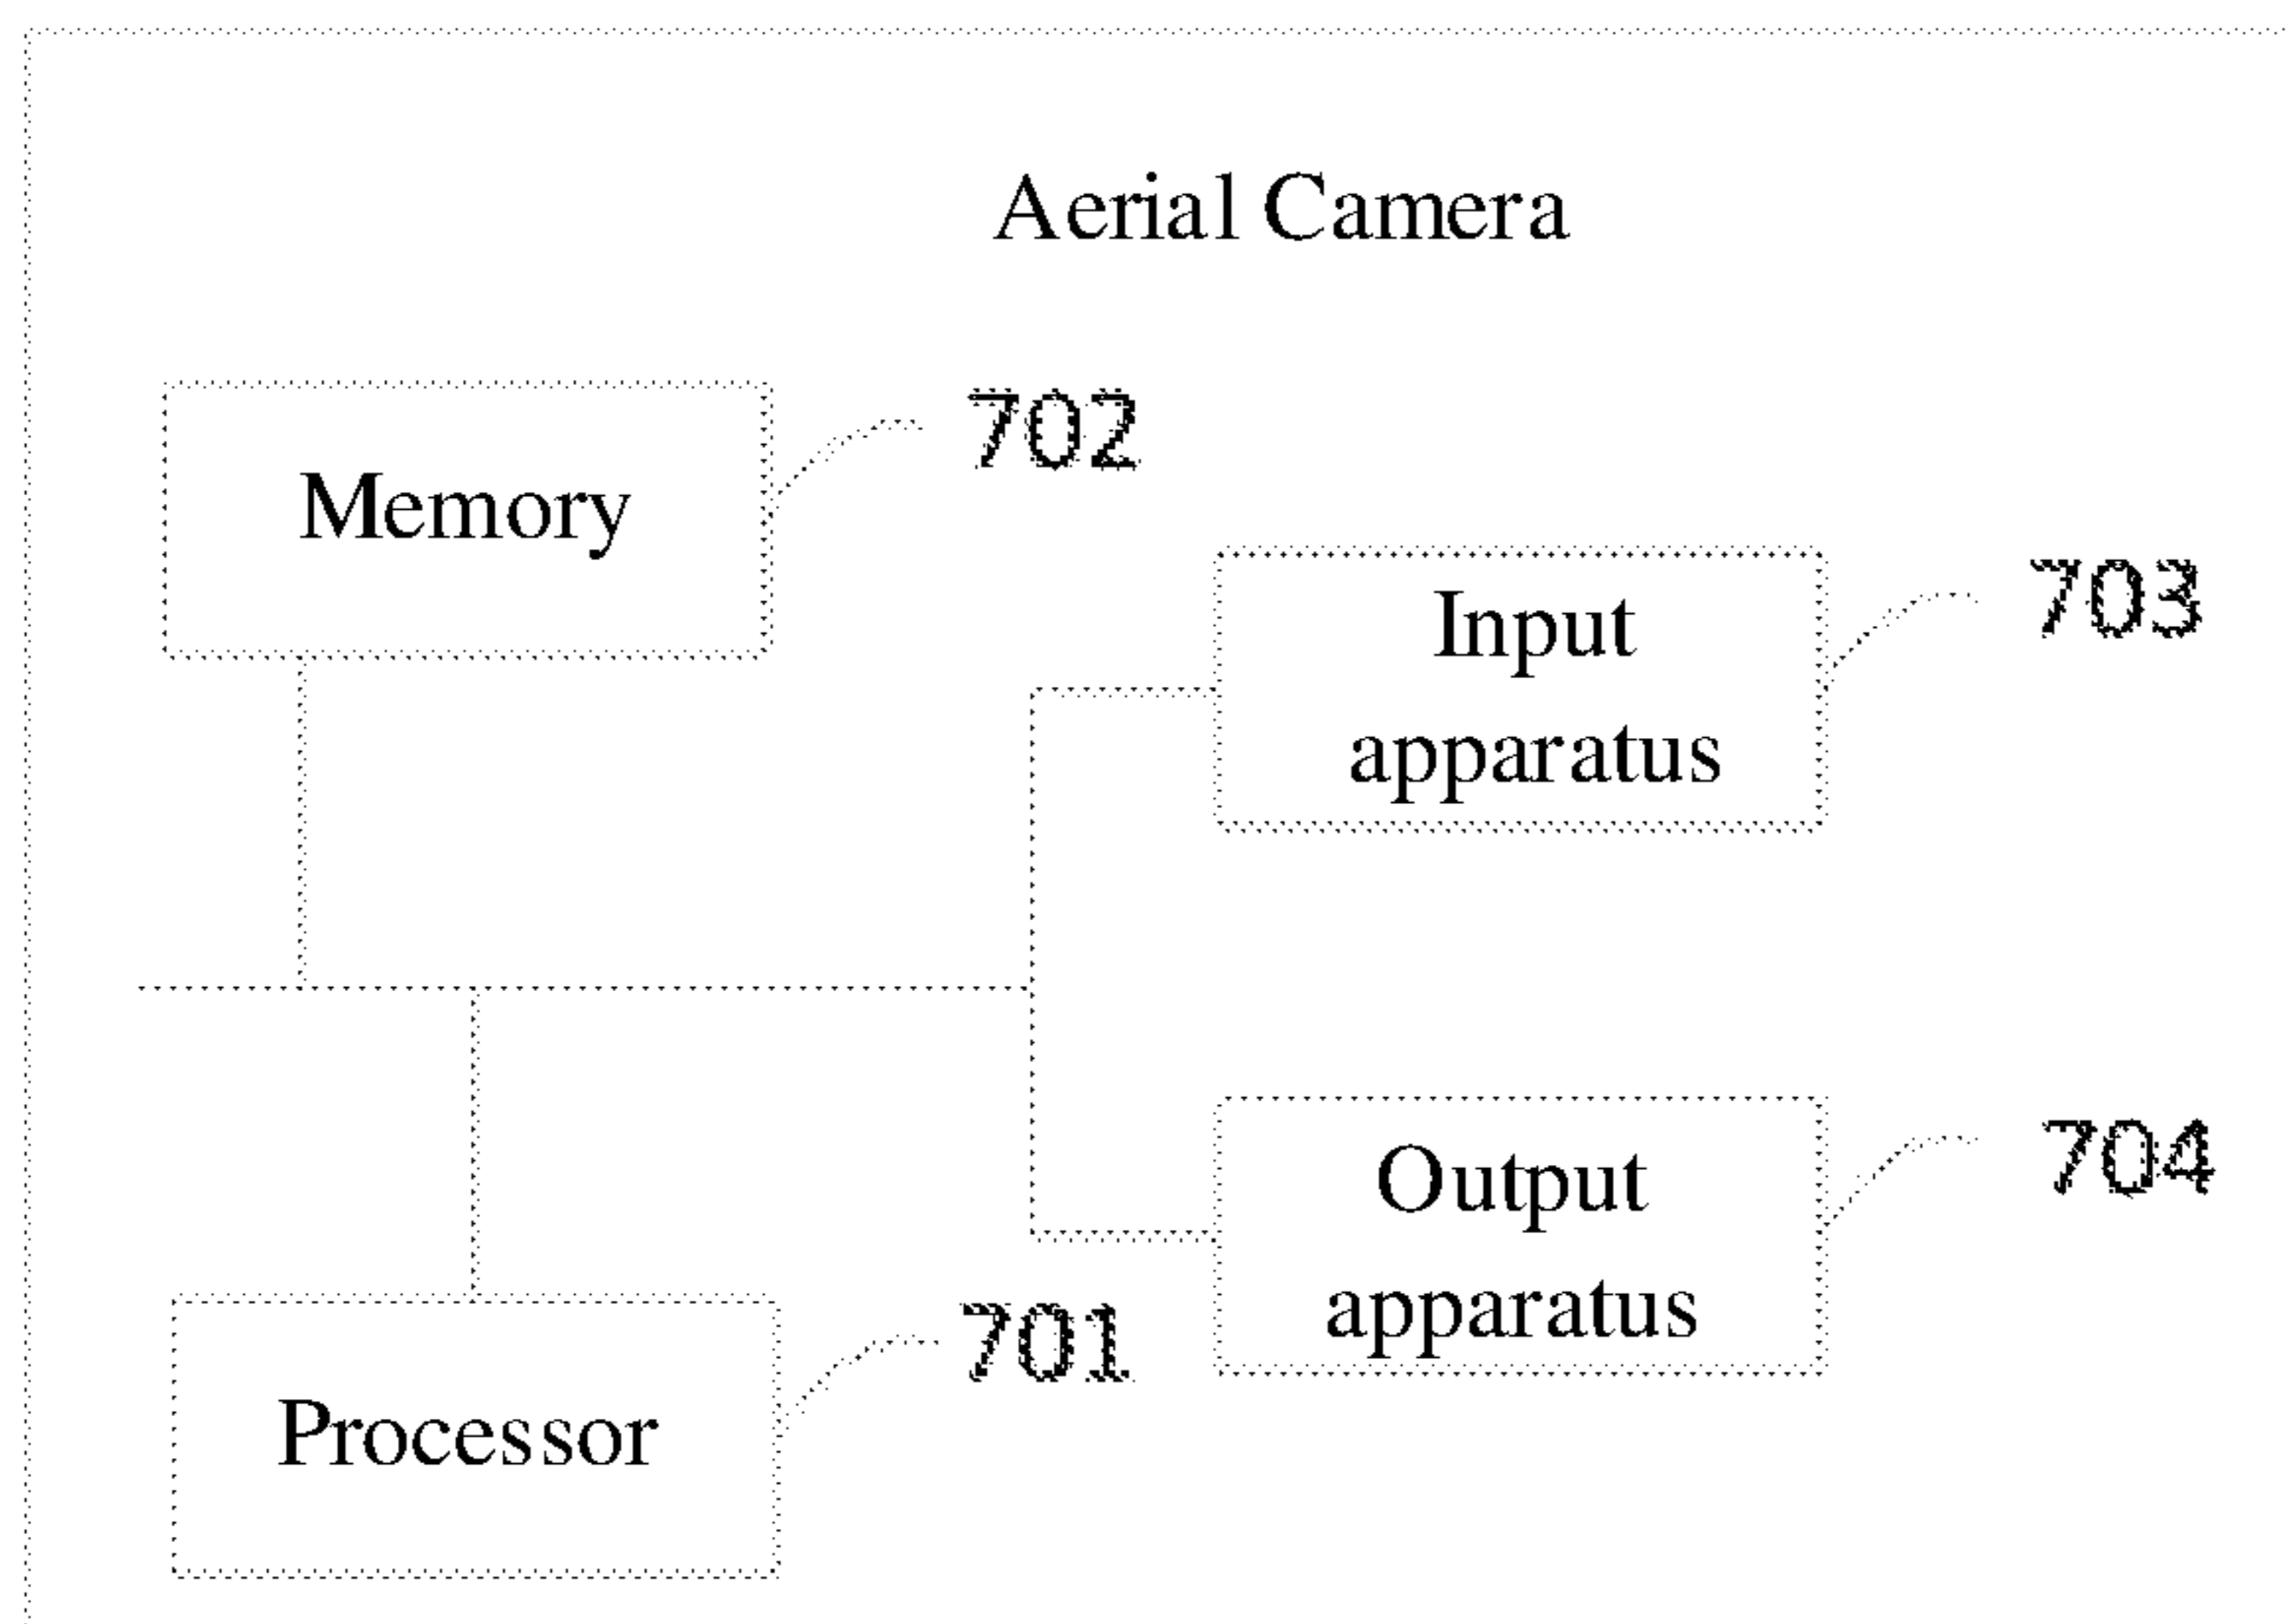 Aerial Camera
Memory
702
Input
apparatus
703
Output
apparatus
704
Processor
701